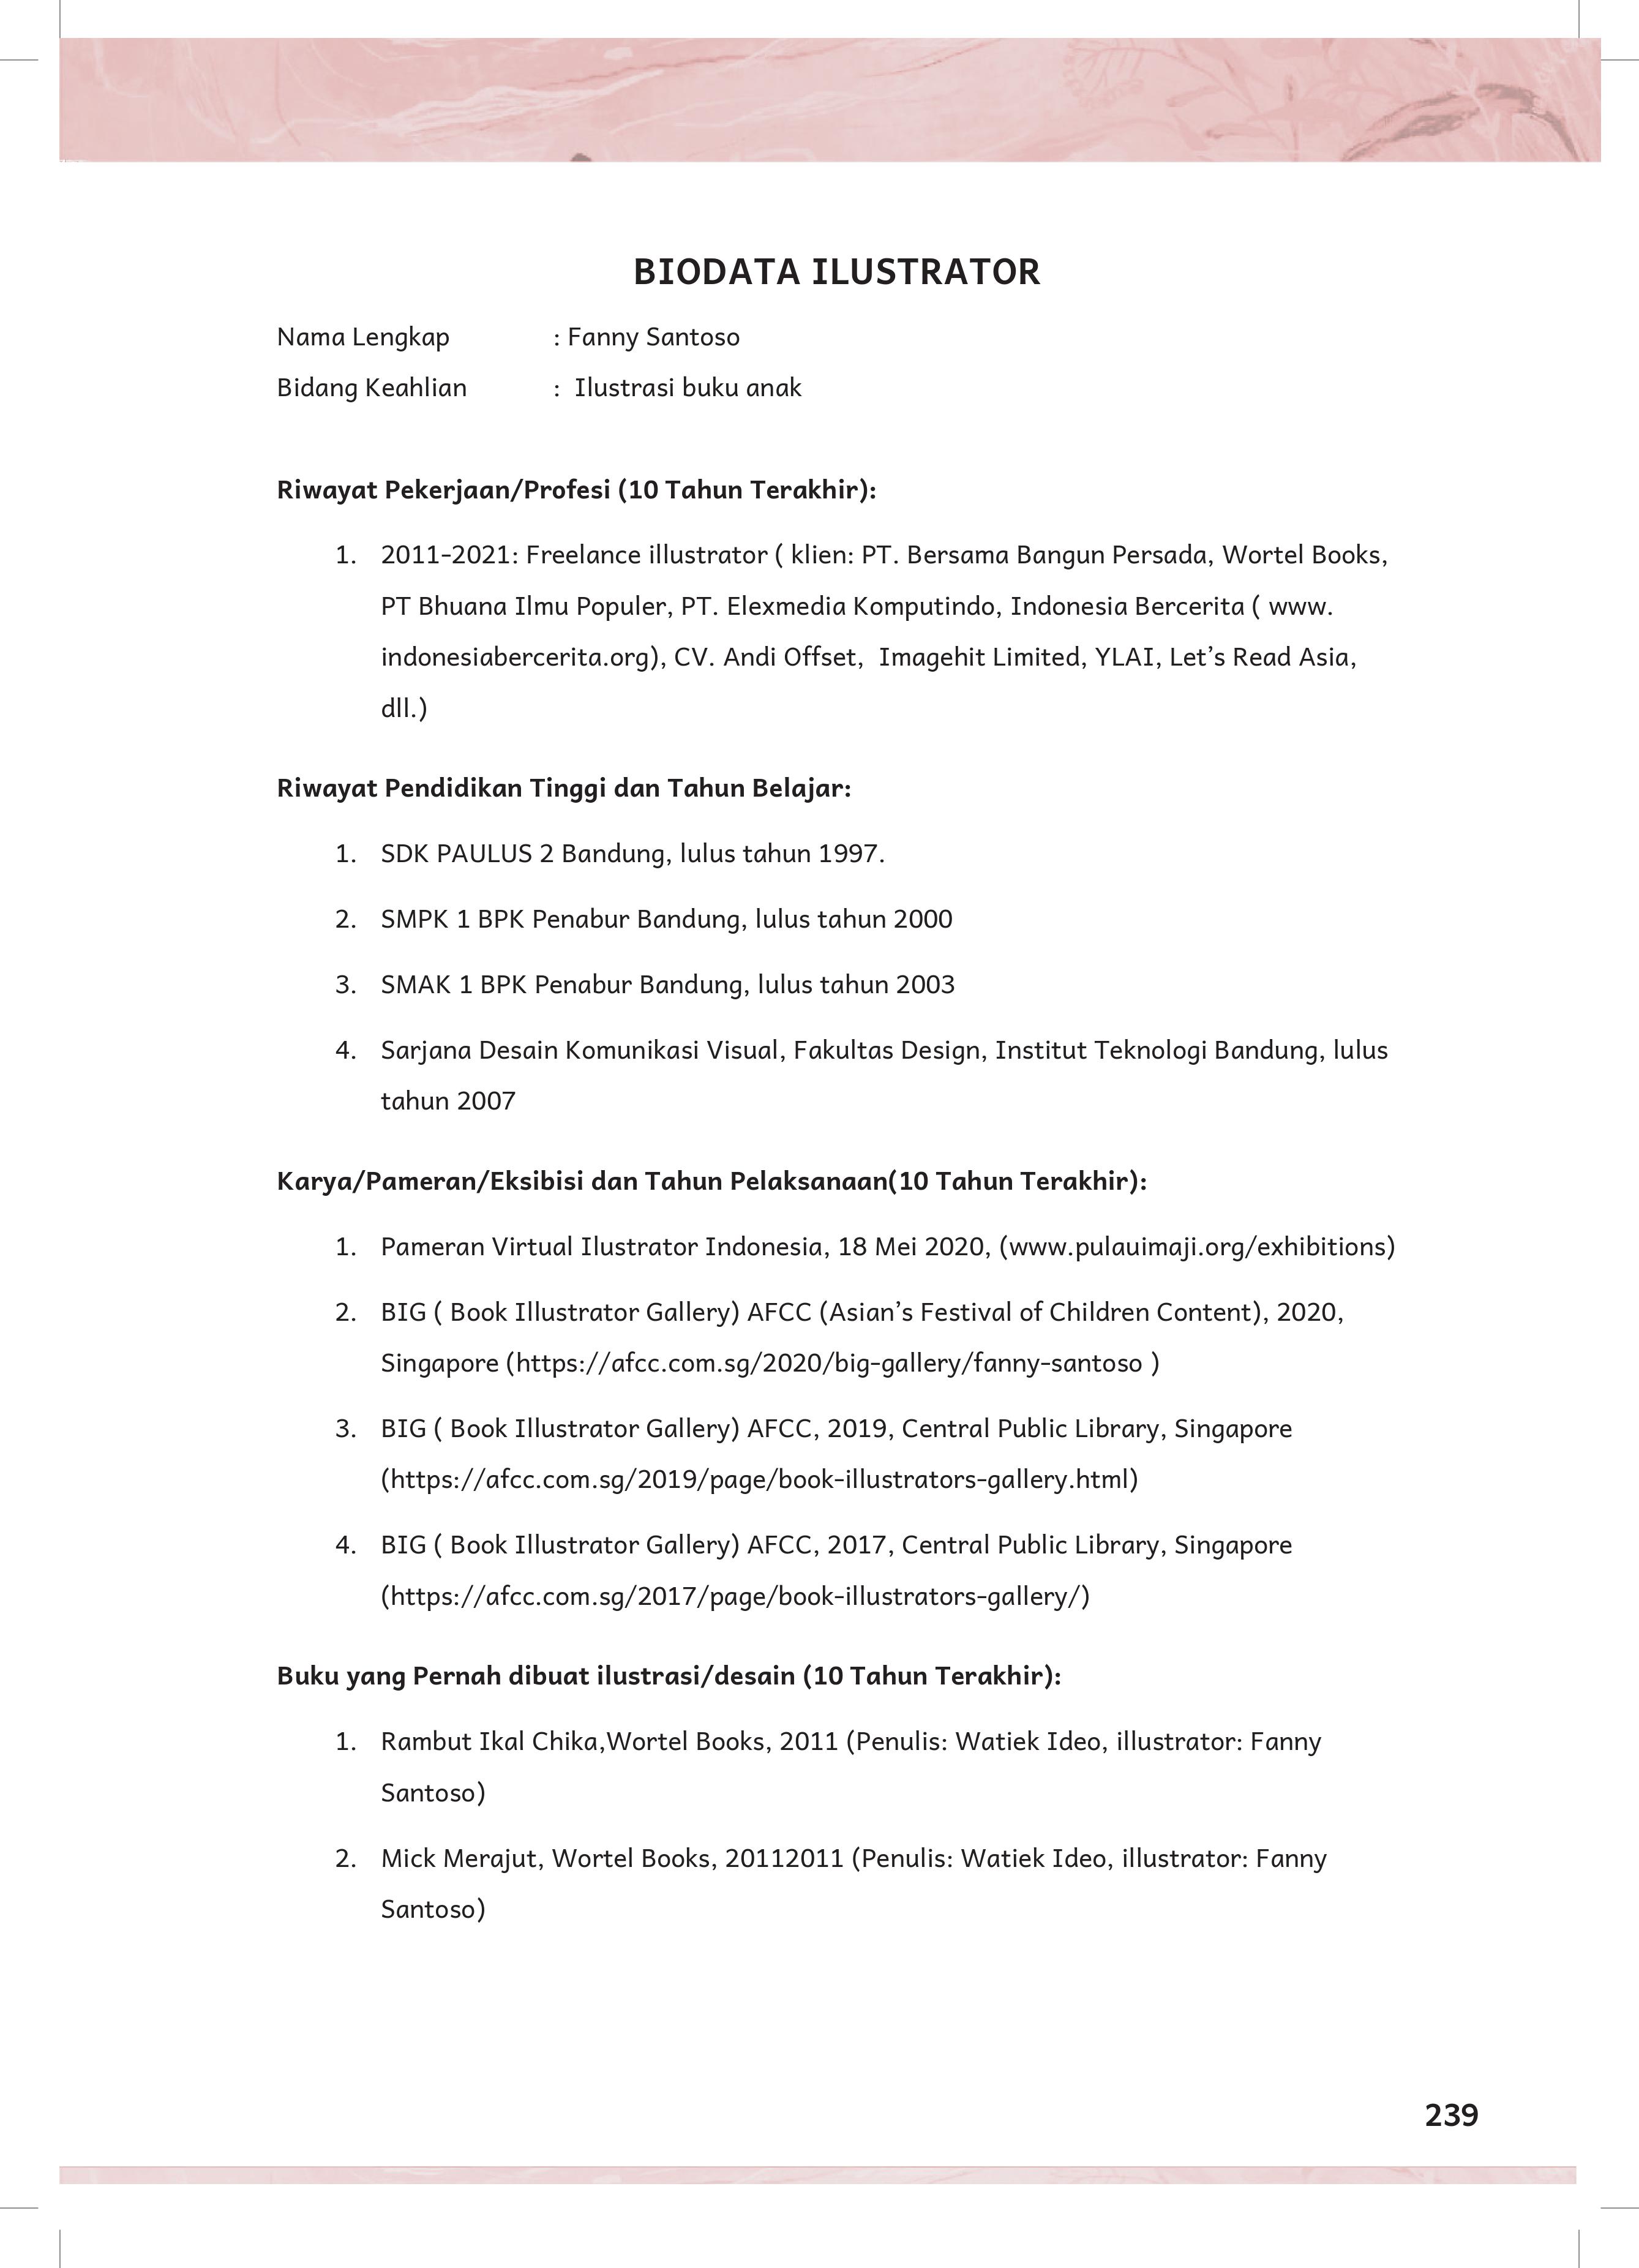 BIODATA ILUSTRATOR
Nama Lengkap : Fanny Santoso
Bidang Keahlian :  Ilustrasi buku anak
Riwayat Pekerjaan/Profesi (10 Tahun Terakhir):
1. 2011-2021: Freelance illustrator ( klien: PT. Bersama Bangun Persada, Wortel Books,
PT Bhuana Ilmu Populer, PT. Elexmedia Komputindo, Indonesia Bercerita ( www.
indonesiabercerita.org), CV. Andi Offset,  Imagehit Limited, YLAI, Let’s Read Asia,
dll.)
Riwayat Pendidikan Tinggi dan Tahun Belajar:
1. SDK PAULUS 2 Bandung, lulus tahun 1997.
2. SMPK 1 BPK Penabur Bandung, lulus tahun 2000
3. SMAK 1 BPK Penabur Bandung, lulus tahun 2003
4. Sarjana Desain Komunikasi Visual, Fakultas Design, Institut Teknologi Bandung, lulus
tahun 2007
Karya/Pameran/Eksibisi dan Tahun Pelaksanaan(10 Tahun Terakhir):
1. Pameran Virtual Ilustrator Indonesia, 18 Mei 2020, (www.pulauimaji.org/exhibitions)
2. BIG ( Book Illustrator Gallery) AFCC (Asian’s Festival of Children Content), 2020,
Singapore (https://afcc.com.sg/2020/big-gallery/fanny-santoso )
3. BIG ( Book Illustrator Gallery) AFCC, 2019, Central Public Library, Singapore
(https://afcc.com.sg/2019/page/book-illustrators-gallery.html)
4. BIG ( Book Illustrator Gallery) AFCC, 2017, Central Public Library, Singapore
(https://afcc.com.sg/2017/page/book-illustrators-gallery/)
Buku yang Pernah dibuat ilustrasi/desain (10 Tahun Terakhir):
1. Rambut Ikal Chika,Wortel Books, 2011 (Penulis: Watiek Ideo, illustrator: Fanny
Santoso)
2. Mick Merajut, Wortel Books, 20112011 (Penulis: Watiek Ideo, illustrator: Fanny
Santoso)
239